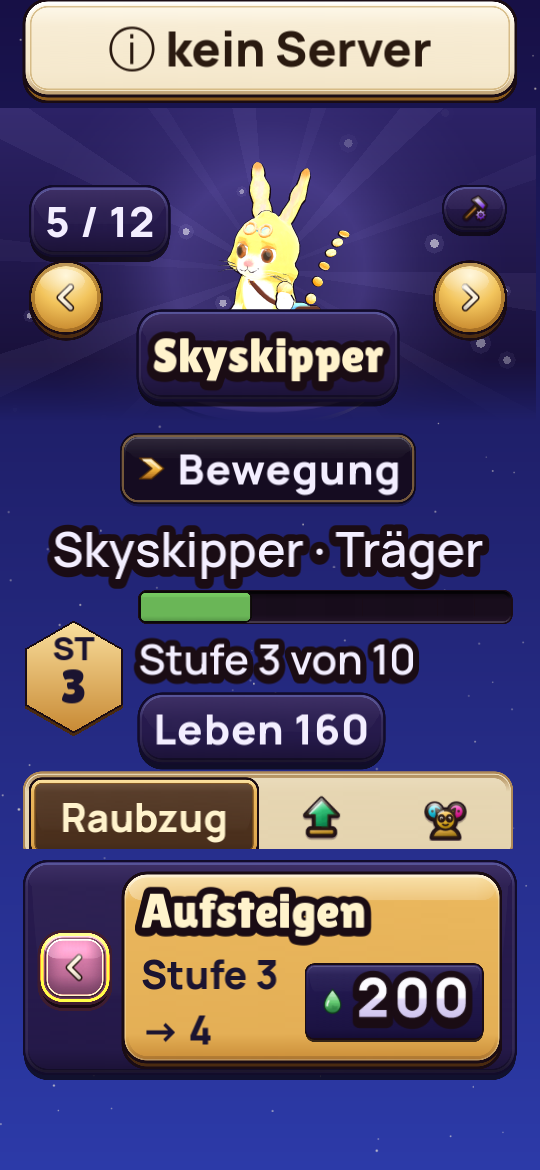 ⓘ kein Server
5 / 12
Skyskipper
Bewegung
Skyskipper · Träger
ST
3
Stufe 3 von 10
Leben 160
Raubzug
Aufsteigen
Stufe 3
→ 4
200